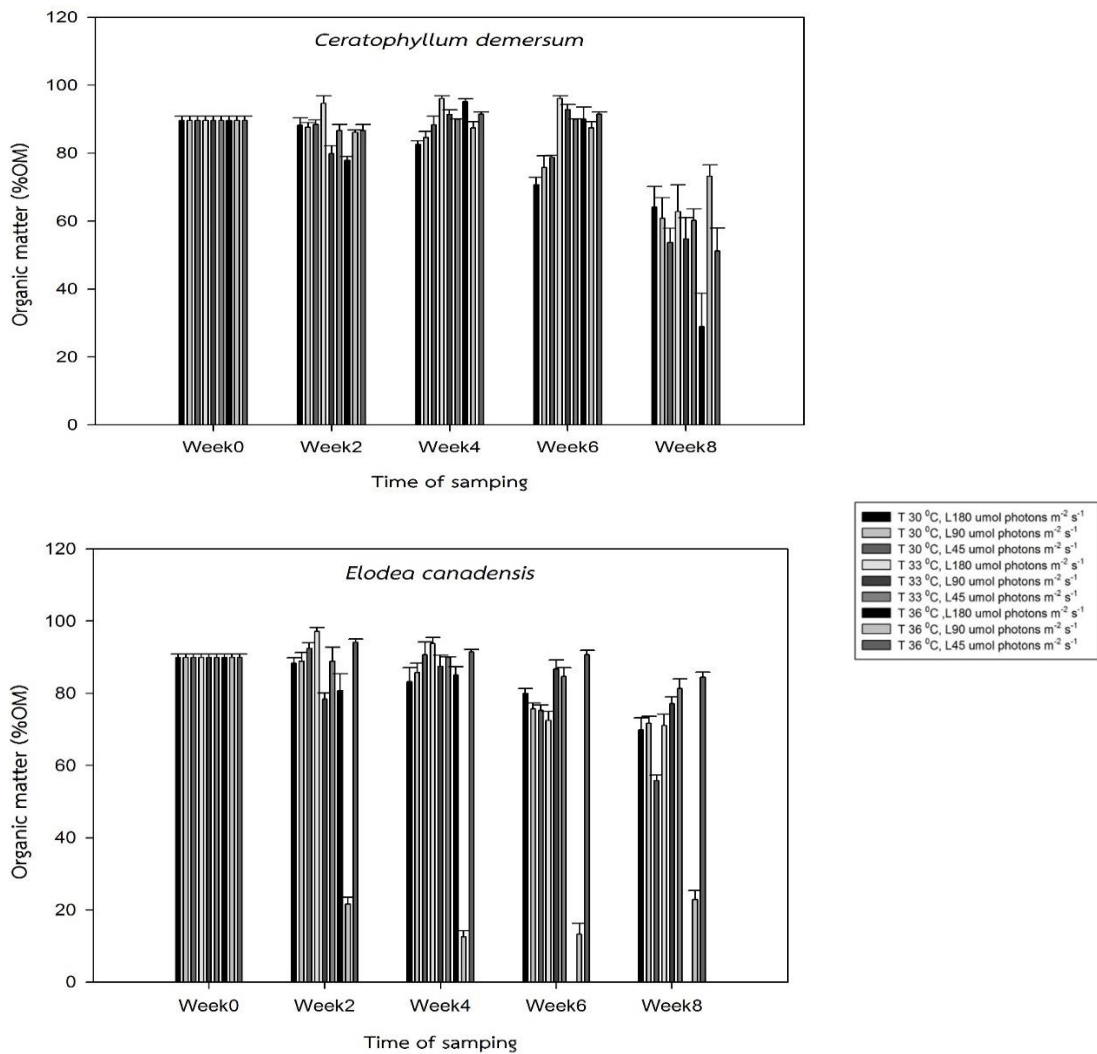 120
Ceratophyllum demersum
100
80
60
40
20
0
Organic matter (%OM)
Week0 Week2 Week4 Week6 Week8
Time of sampling
T 30 ⁰C, L180 umol photons m⁻² s⁻¹
T 30 ⁰C, L90 umol photons m⁻² s⁻¹
T 30 ⁰C, L45 umol photons m⁻² s⁻¹
T 33 ⁰C, L180 umol photons m⁻² s⁻¹
T 33 ⁰C, L90 umol photons m⁻² s⁻¹
T 33 ⁰C, L45 umol photons m⁻² s⁻¹
T 36 ⁰C ,L180 umol photons m⁻² s⁻¹
T 36 ⁰C, L90 umol photons m⁻² s⁻¹
T 36 ⁰C, L45 umol photons m⁻² s⁻¹
120
Elodea canadensis
100
80
60
40
20
0
Organic matter (%OM)
Week0 Week2 Week4 Week6 Week8
Time of sampling